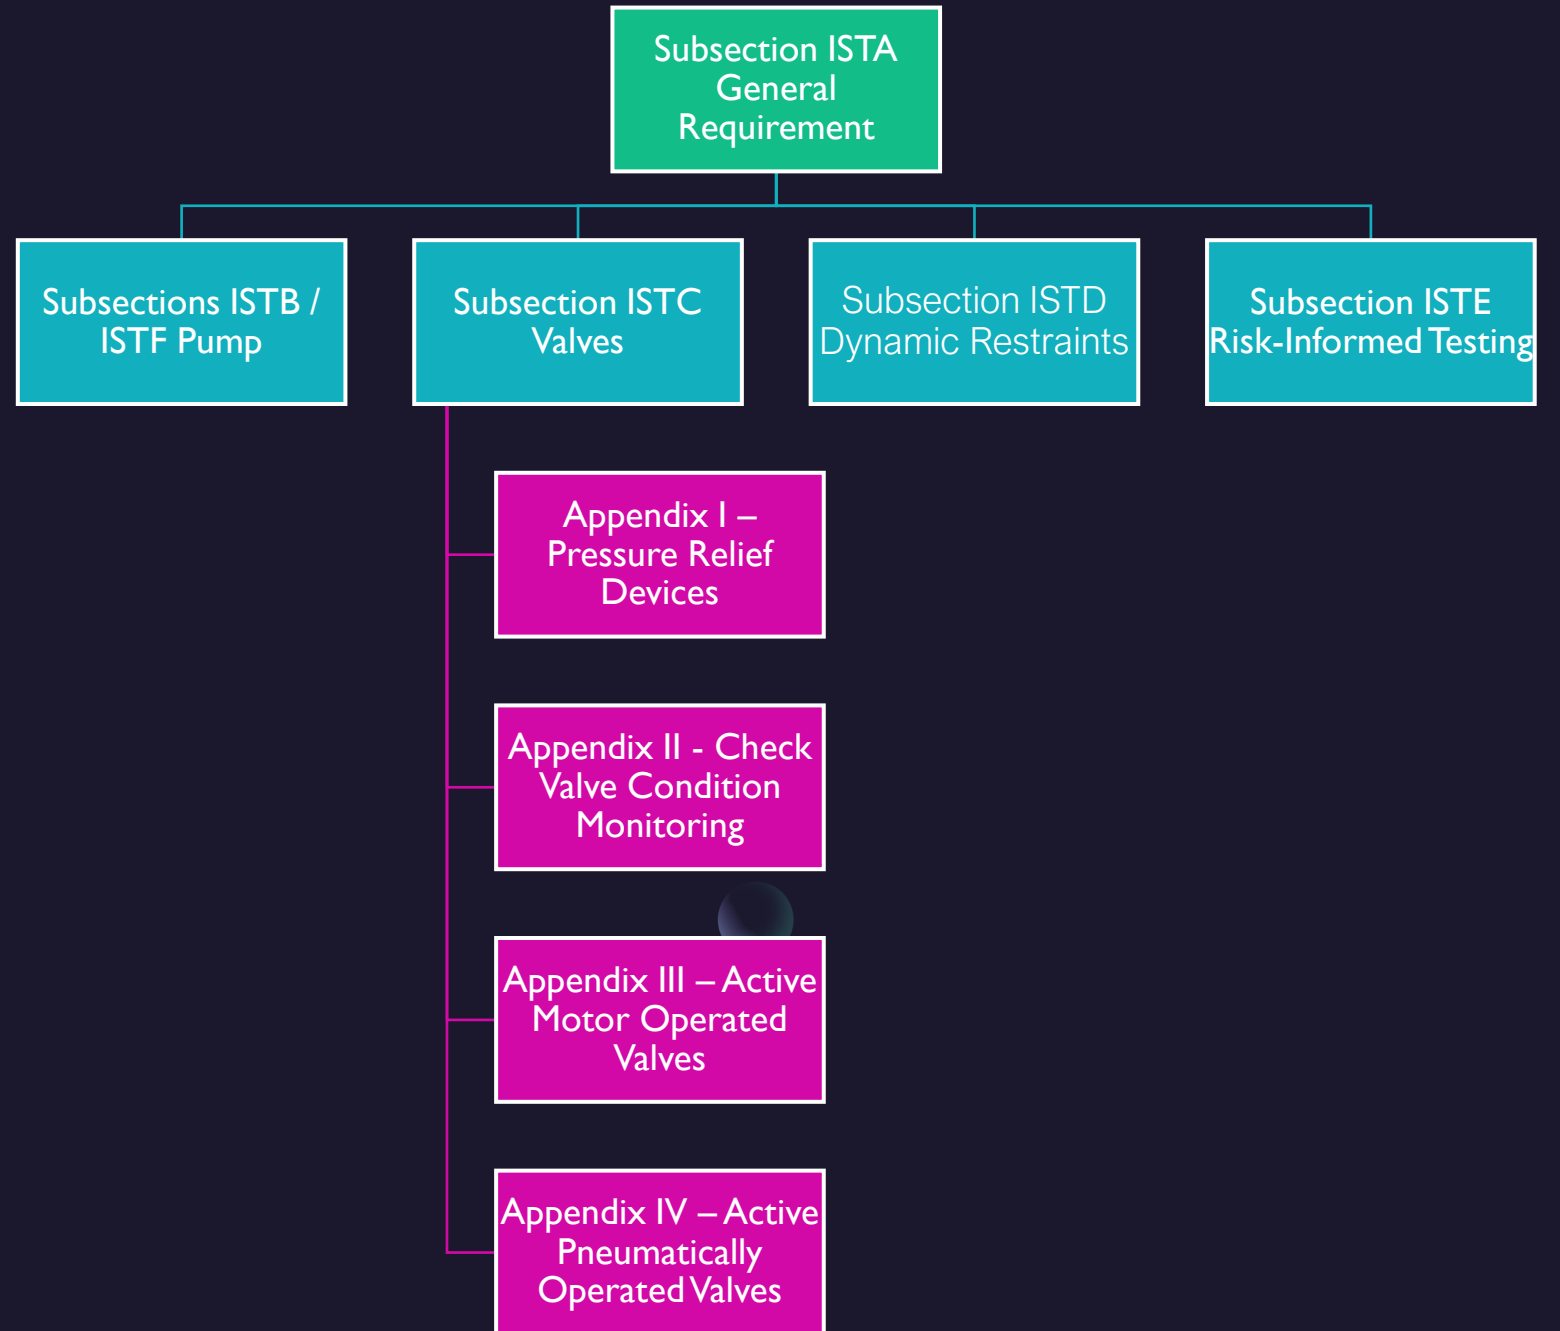 Subsection ISTA
General
Requirement
Subsections ISTB /
ISTF Pump
Subsection ISTC
Valves
Subsection ISTD
Dynamic Restraints
Subsection ISTE
Risk-Informed Testing
Appendix I –
Pressure Relief
Devices
Appendix II - Check
Valve Condition
Monitoring
Appendix III – Active
Motor Operated
Valves
Appendix IV – Active
Pneumatically
Operated Valves